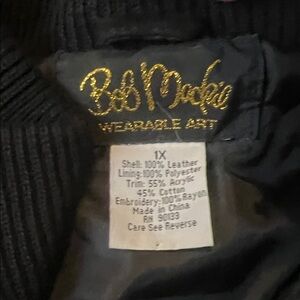 Bob Mackie
WEARABLE ART
1X
Shell: 100% Leather
Lining:100% Polyester
Trim: 55% Acrylic
45% Cotton
Embroidery:100%Rayon
Made in China
RN 90133
Care See Reverse